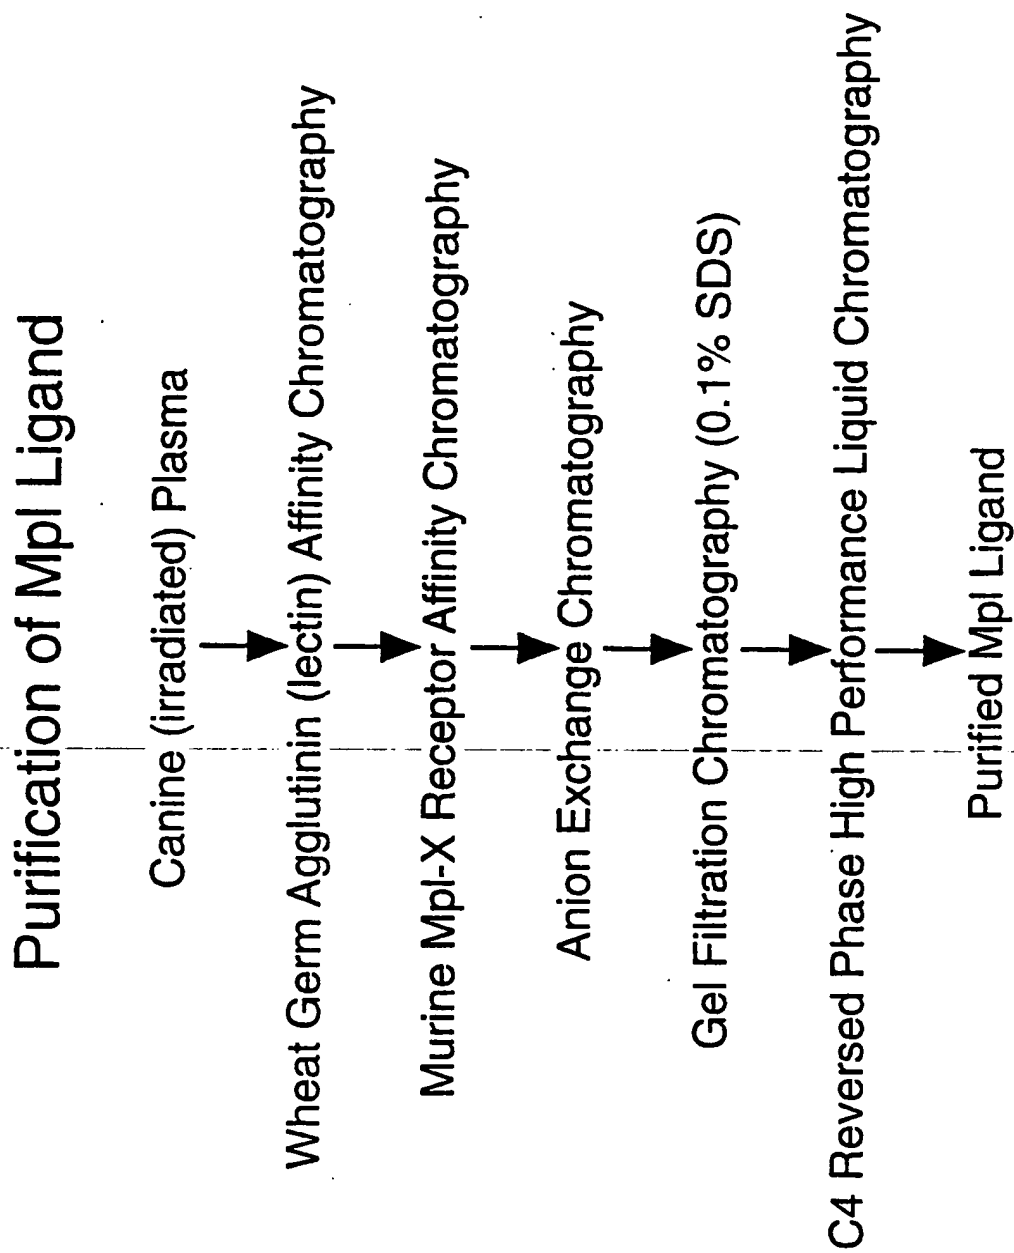 Purification of Mpl Ligand
Canine (irradiated) Plasma
Wheat Germ Agglutinin (lectin) Affinity Chromatography
Murine Mpl-X Receptor Affinity Chromatography
Anion Exchange Chromatography
Gel Filtration Chromatography (0.1% SDS)
C4 Reversed Phase High Performance Liquid Chromatography
Purified Mpl Ligand